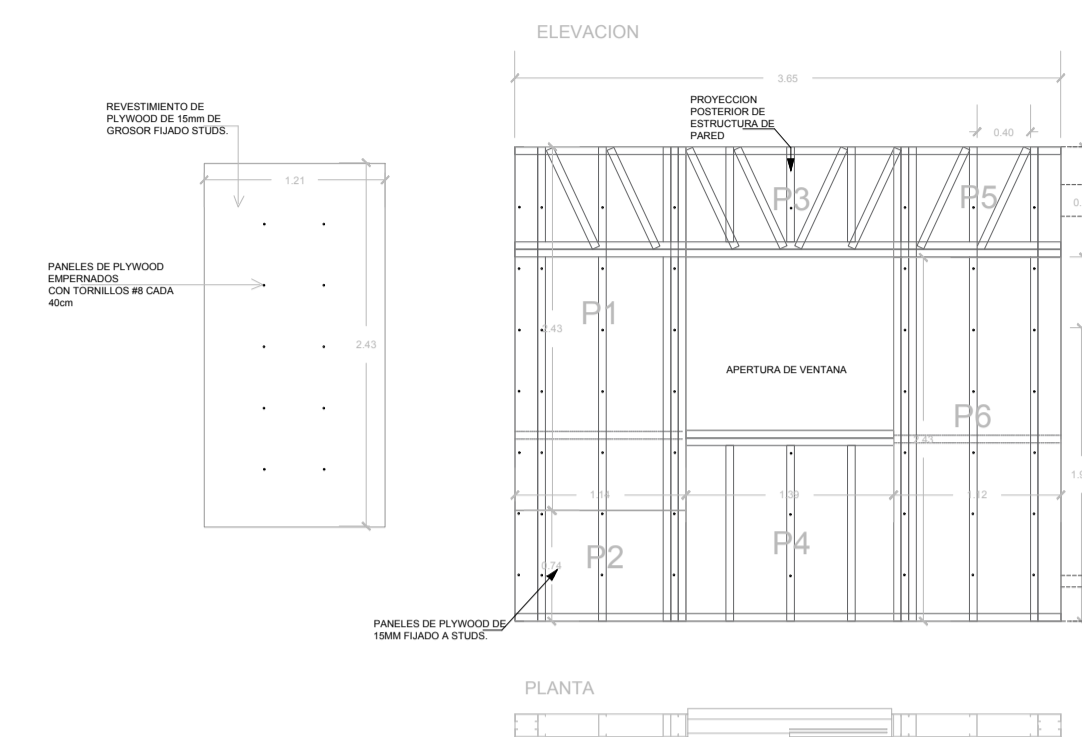 ELEVACION
3.65
REVESTIMIENTO DE
PLYWOOD DE 15mm DE
GROSOR FIJADO STUDS.
PROYECCION
POSTERIOR DE
ESTRUCTURA DE
PARED
0.40
1.21
P3
P5
PANELES DE PLYWOOD
EMPERNADOS
CON TORNILLOS #8 CADA
40cm
P1
2.43
2.43
APERTURA DE VENTANA
P6
2.43
1.14
1.39
1.12
P4
P2
0.74
PANELES DE PLYWOOD DE
15MM FIJADO A STUDS.
PLANTA